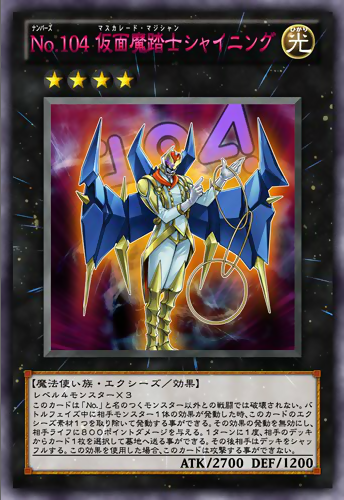 ナンバーズ マスカレード・マジシャン
No.104 仮面魔踏士シャイニング
ひかり
光
104
【魔法使い族・エクシーズ/効果】
レベル4モンスター×3
このカードは「No.」と名のつくモンスター以外との戦闘では破壊されない。バ
トルフェイズ中に相手モンスター1体の効果が発動した時、このカードのエク
シーズ素材1つを取り除いて発動する事ができる。その効果の発動を無効にし、
相手ライフに800ポイントダメージを与える。1ターンに1度、相手のデッキ
からカード1枚を選択して墓地へ送る事ができる。その後相手はデッキをシャッ
フルする。この効果を使用した場合、このカードは攻撃する事ができない。
ATK/2700 DEF/1200